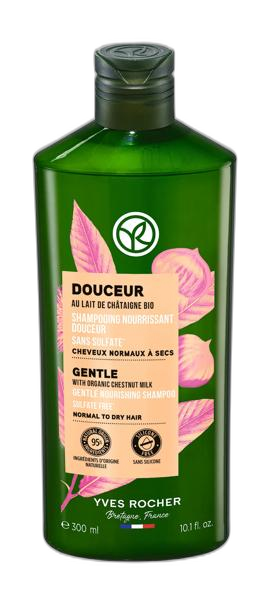 DOUCEUR
AU LAIT DE CHÂTAIGNE BIO
SHAMPOOING NOURRISSANT
DOUCEUR
SANS SULFATE*
CHEVEUX NORMAUX À SECS
GENTLE
WITH ORGANIC CHESTNUT MILK
GENTLE NOURISHING SHAMPOO
SULFATE FREE*
NORMAL TO DRY HAIR
95%
INGRÉDIENTS D'ORIGINE
NATURELLE
SILICONE
FREE
SANS SILICONE
YVES ROCHER
Bretagne, France
e 300 ml
10.1 fl. oz.